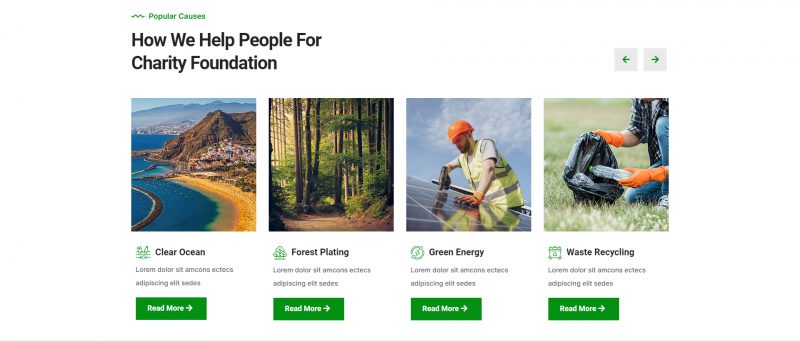 Popular Causes
How We Help People For
Charity Foundation
Clear Ocean
Lorem dolor sit amcons ectecs
adipiscing elit sedes
Read More
Forest Plating
Lorem dolor sit amcons ectecs
adipiscing elit sedes
Read More
Green Energy
Lorem dolor sit amcons ectecs
adipiscing elit sedes
Read More
Waste Recycling
Lorem dolor sit amcons ectecs
adipiscing elit sedes
Read More